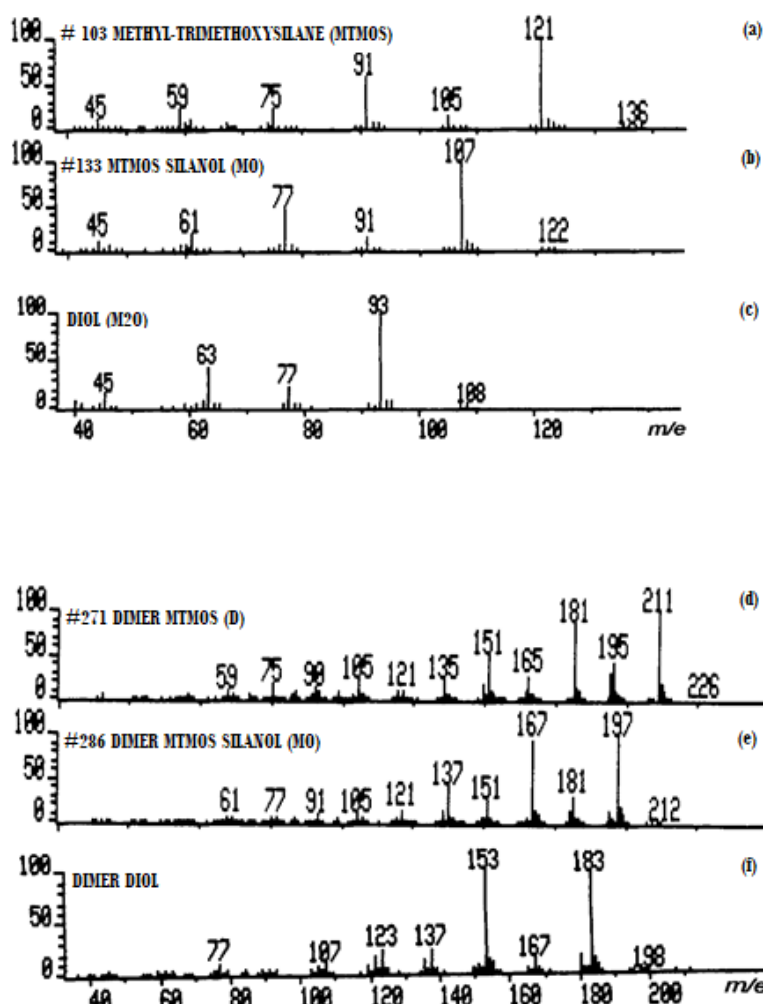 100
# 103 METHYL-TRIMETHOXYSILANE (MTMOS) 121 (a)
50 45 59 75 91 105 136
0
100
#133 MTMOS SILANOL (MO) 107 (b)
50 45 61 77 91 122
0
100
DIOL (M2O) 93 (c)
50 45 63 77 108
0
40 60 80 100 120 m/e
100
#271 DIMER MTMOS (D) 181 211 (d)
50 59 75 90 105 121 135 151 165 195 226
0
100
#286 DIMER MTMOS SILANOL (MO) 167 197 (e)
50 61 77 91 105 121 137 151 181 212
0
100
DIMER DIOL 153 183 (f)
50 77 107 123 137 167 198
0
40 60 80 100 120 140 160 180 200 m/e